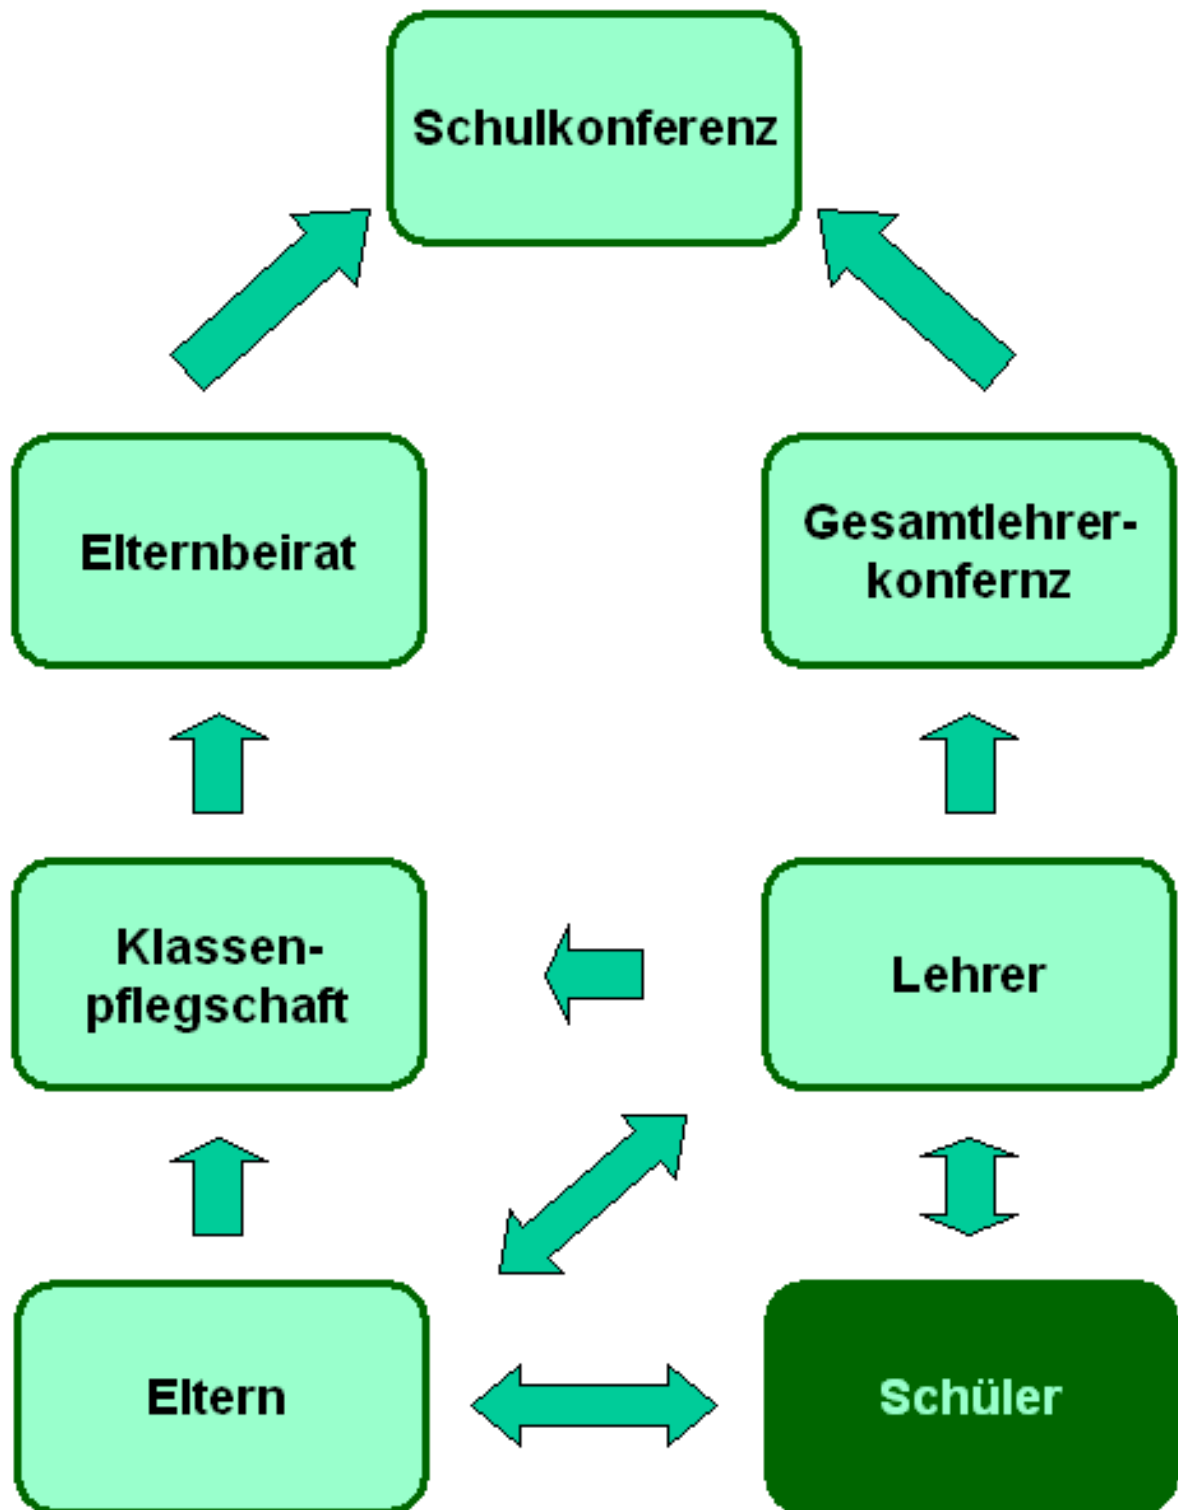 Schulkonferenz
Elternbeirat
Gesamtlehrer-
konfernz
Klassen-
pflegschaft
Lehrer
Eltern
Schüler